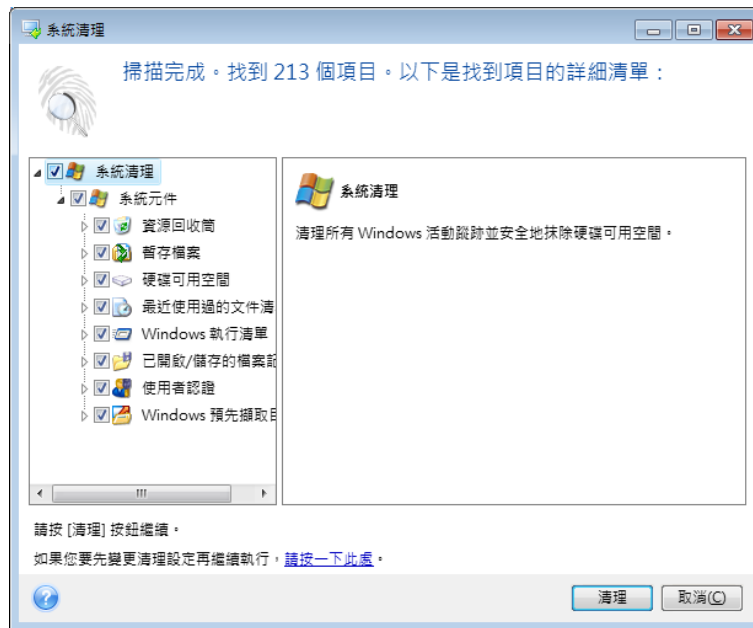 系統清理
掃描完成。找到 213 個項目。以下是找到項目的詳細清單：
系統清理
系統元件
資源回收筒
暫存檔案
硬碟可用空間
最近使用過的文件清
Windows 執行清單
已開啟/儲存的檔案記
使用者認證
Windows 預先擷取目
系統清理
清理所有 Windows 活動蹤跡並安全地抹除硬碟可用空間。
請按 [清理] 按鈕繼續。
如果您要先變更清理設定再繼續執行，請按一下此處。
清理
取消(C)